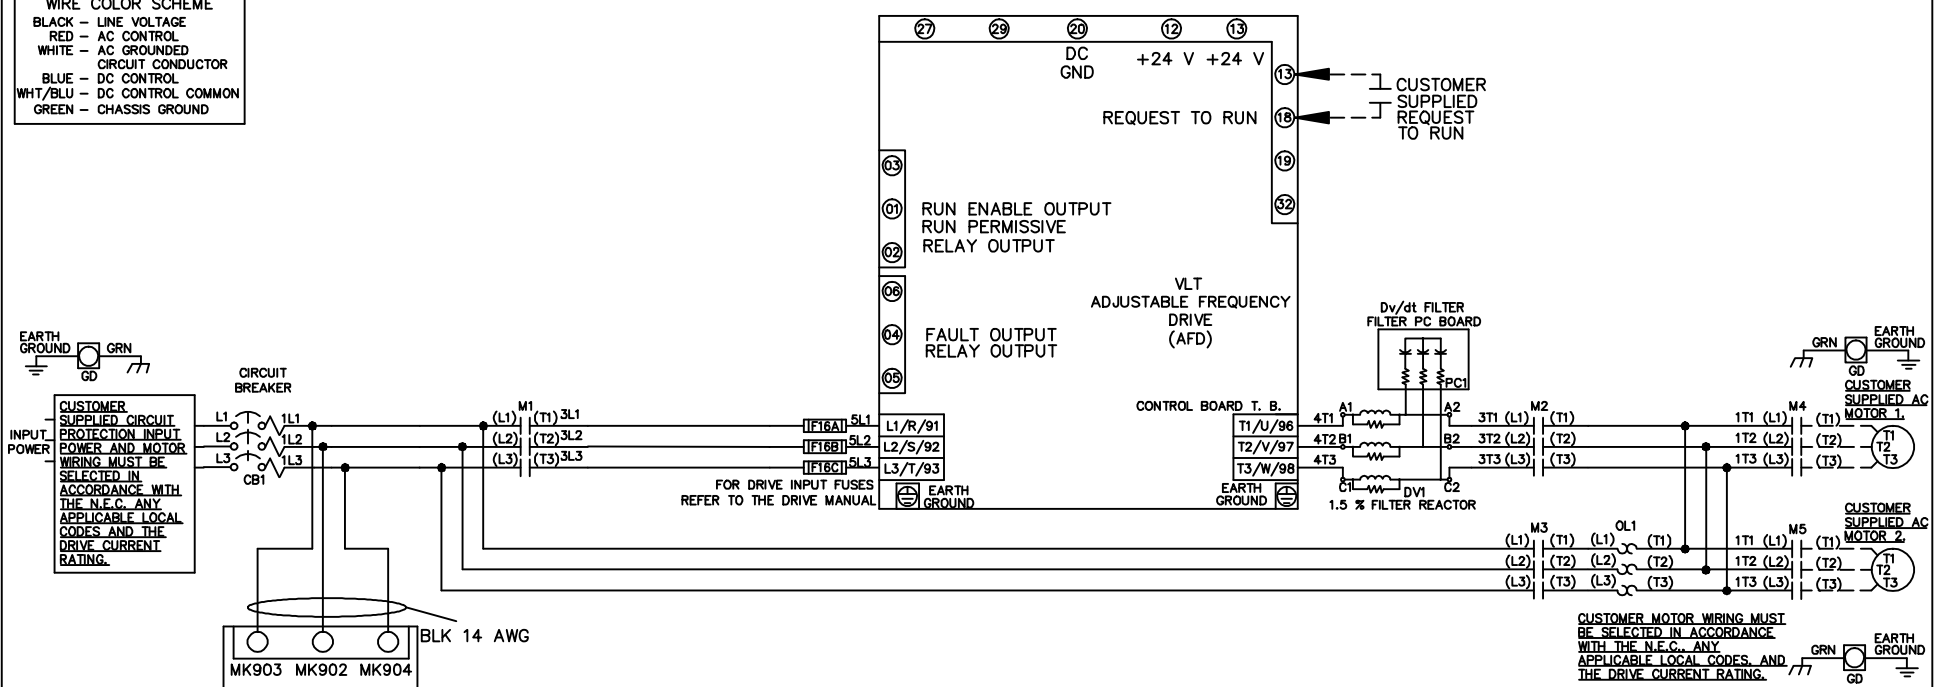 WIRE COLOR SCHEME
BLACK – LINE VOLTAGE
RED – AC CONTROL
WHITE – AC GROUNDED
CIRCUIT CONDUCTOR
BLUE – DC CONTROL
WHT/BLU – DC CONTROL COMMON
GREEN – CHASSIS GROUND
27 29 20 12 13
DC
GND
+24 V +24 V
13
18
19
32
REQUEST TO RUN
CUSTOMER
SUPPLIED
REQUEST
TO RUN
03
01
02
RUN ENABLE OUTPUT
RUN PERMISSIVE
RELAY OUTPUT
06
04
05
FAULT OUTPUT
RELAY OUTPUT
VLT
ADJUSTABLE FREQUENCY
DRIVE
(AFD)
Dv/dt FILTER
FILTER PC BOARD
PC1
EARTH
GROUND
GRN
GD
CIRCUIT
BREAKER
INPUT
POWER
CUSTOMER
SUPPLIED CIRCUIT
PROTECTION INPUT
POWER AND MOTOR
WIRING MUST BE
SELECTED IN
ACCORDANCE WITH
THE N.E.C. ANY
APPLICABLE LOCAL
CODES AND THE
DRIVE CURRENT
RATING.
L1 1L1
L2 1L2
L3 1L3
CB1
M1
(L1) (T1) 3L1
(L2) (T2) 3L2
(L3) (T3) 3L3
F16A 5L1
F16B 5L2
F16C 5L3
FOR DRIVE INPUT FUSES
REFER TO THE DRIVE MANUAL
L1/R/91
L2/S/92
L3/T/93
EARTH
GROUND
CONTROL BOARD T. B.
T1/U/96
T2/V/97
T3/W/98
EARTH
GROUND
4T1 A1 A2
4T2 B1 B2
4T3 C1 C2
DV1
1.5 % FILTER REACTOR
M2
3T1 (L1) (T1)
3T2 (L2) (T2)
3T3 (L3) (T3)
M4
1T1 (L1) (T1)
1T2 (L2) (T2)
1T3 (L3) (T3)
GRN
GD
EARTH
GROUND
CUSTOMER
SUPPLIED AC
MOTOR 1.
T1
T2
T3
M3 OL1
(L1) (T1) (L1) (T1)
(L2) (T2) (L2) (T2)
(L3) (T3) (L3) (T3)
M5
1T1 (L1) (T1)
1T2 (L2) (T2)
1T3 (L3) (T3)
CUSTOMER
SUPPLIED AC
MOTOR 2.
T1
T2
T3
BLK 14 AWG
MK903 MK902 MK904
CUSTOMER MOTOR WIRING MUST
BE SELECTED IN ACCORDANCE
WITH THE N.E.C.. ANY
APPLICABLE LOCAL CODES. AND
THE DRIVE CURRENT RATING.
GRN
GD
EARTH
GROUND